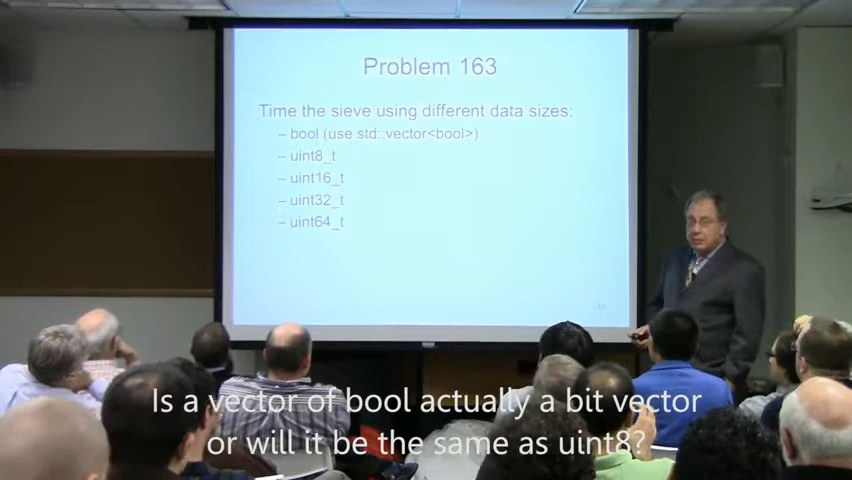 Problem 163
Time the sieve using different data sizes:
– bool (use std::vector<bool>)
– uint8_t
– uint16_t
– uint32_t
– uint64_t
Is a vector of bool actually a bit vector
or will it be the same as uint8?